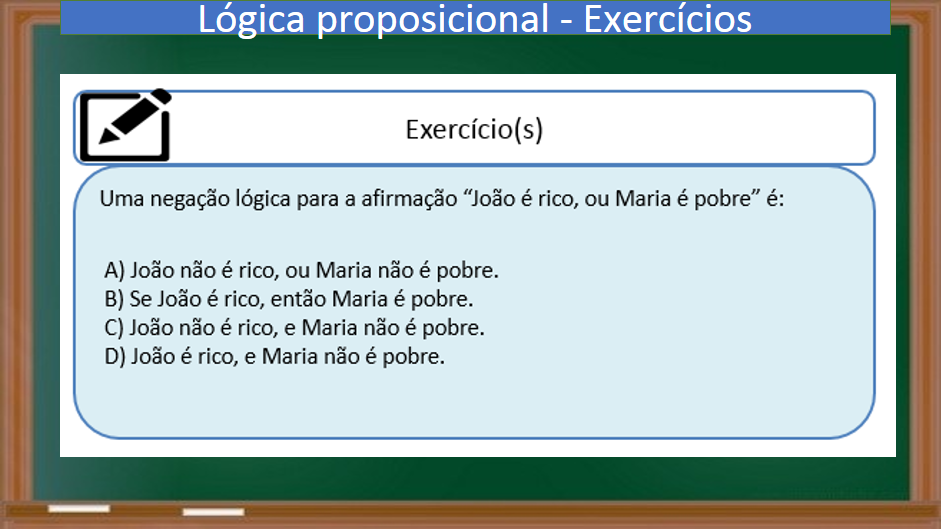 Lógica proposicional - Exercícios
Exercício(s)
Uma negação lógica para a afirmação “João é rico, ou Maria é pobre” é:
A) João não é rico, ou Maria não é pobre.
B) Se João é rico, então Maria é pobre.
C) João não é rico, e Maria não é pobre.
D) João é rico, e Maria não é pobre.